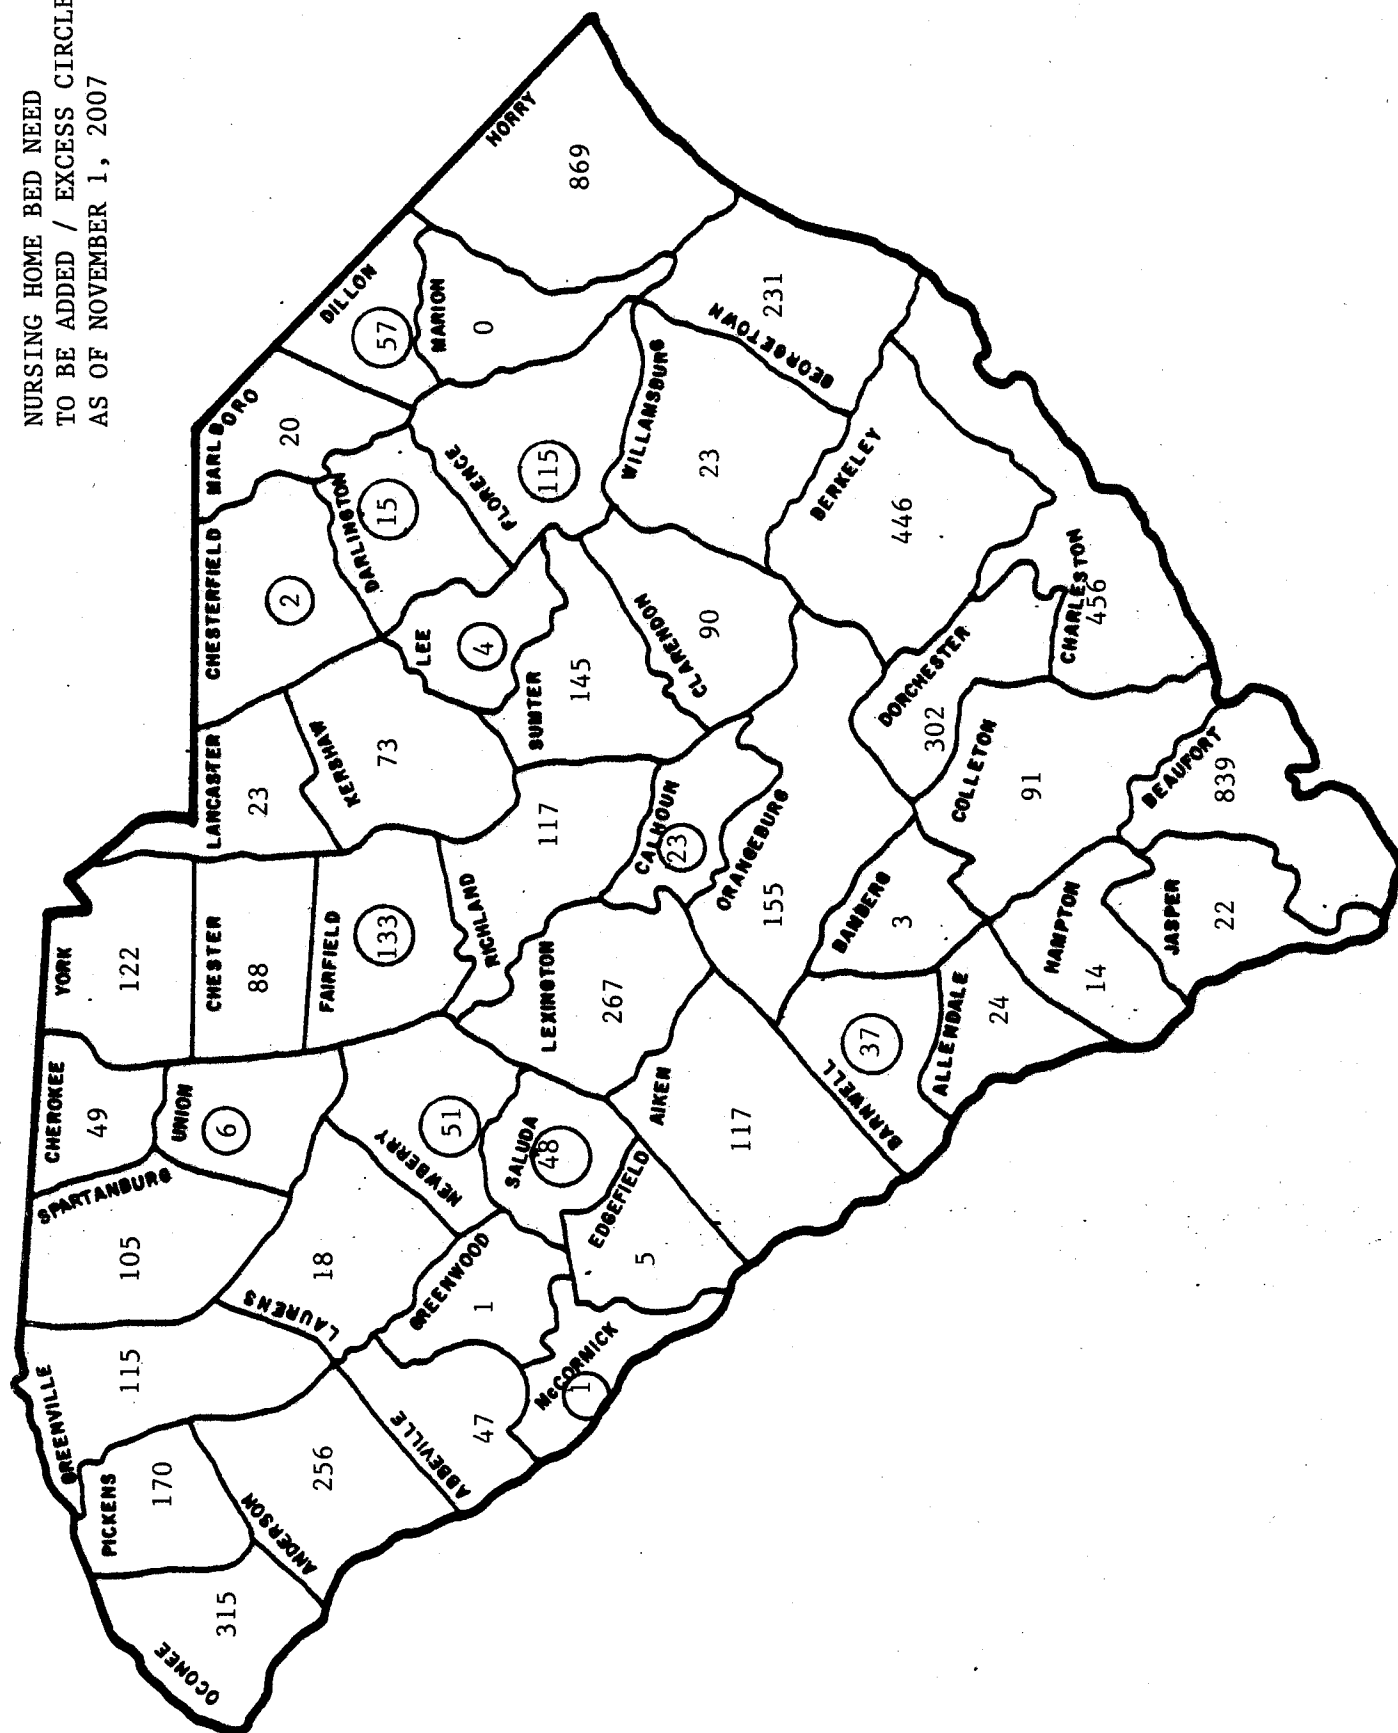 NURSING HOME BED NEED
TO BE ADDED / EXCESS CIRCLE
AS OF NOVEMBER 1, 2007
OCONEE
315
PICKENS
170
GREENVILLE
115
ANDERSON
256
SPARTANBURG
105
CHEROKEE
49
YORK
122
UNION
6
CHESTER
88
LANCASTER
23
CHESTERFIELD
2
MARLBORO
20
DILLON
57
MARION
0
HORRY
869
ABBEVILLE
47
LAURENS
18
GREENWOOD
1
NEWBERRY
51
FAIRFIELD
133
KERSHAW
73
LEE
4
DARLINGTON
15
FLORENCE
115
McCORMICK
1
EDGEFIELD
5
SALUDA
48
LEXINGTON
267
RICHLAND
117
SUMTER
145
CLARENDON
90
WILLAMSBURG
23
GEORGETOWN
231
AIKEN
117
CALHOUN
23
ORANGEBURG
155
BARNWELL
37
BAMBERG
3
ALLENDALE
24
HAMPTON
14
COLLETON
91
DORCHESTER
302
BERKELEY
446
CHARLESTON
456
JASPER
22
BEAUFORT
839